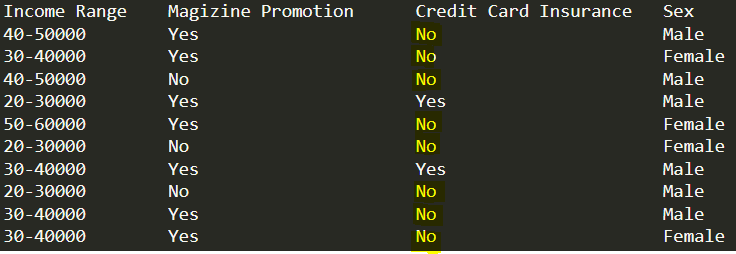 Income Range Magizine Promotion Credit Card Insurance Sex
40-50000 Yes No Male
30-40000 Yes No Female
40-50000 No No Male
20-30000 Yes Yes Male
50-60000 Yes No Female
20-30000 No No Female
30-40000 Yes Yes Male
20-30000 No No Male
30-40000 Yes No Male
30-40000 Yes No Female